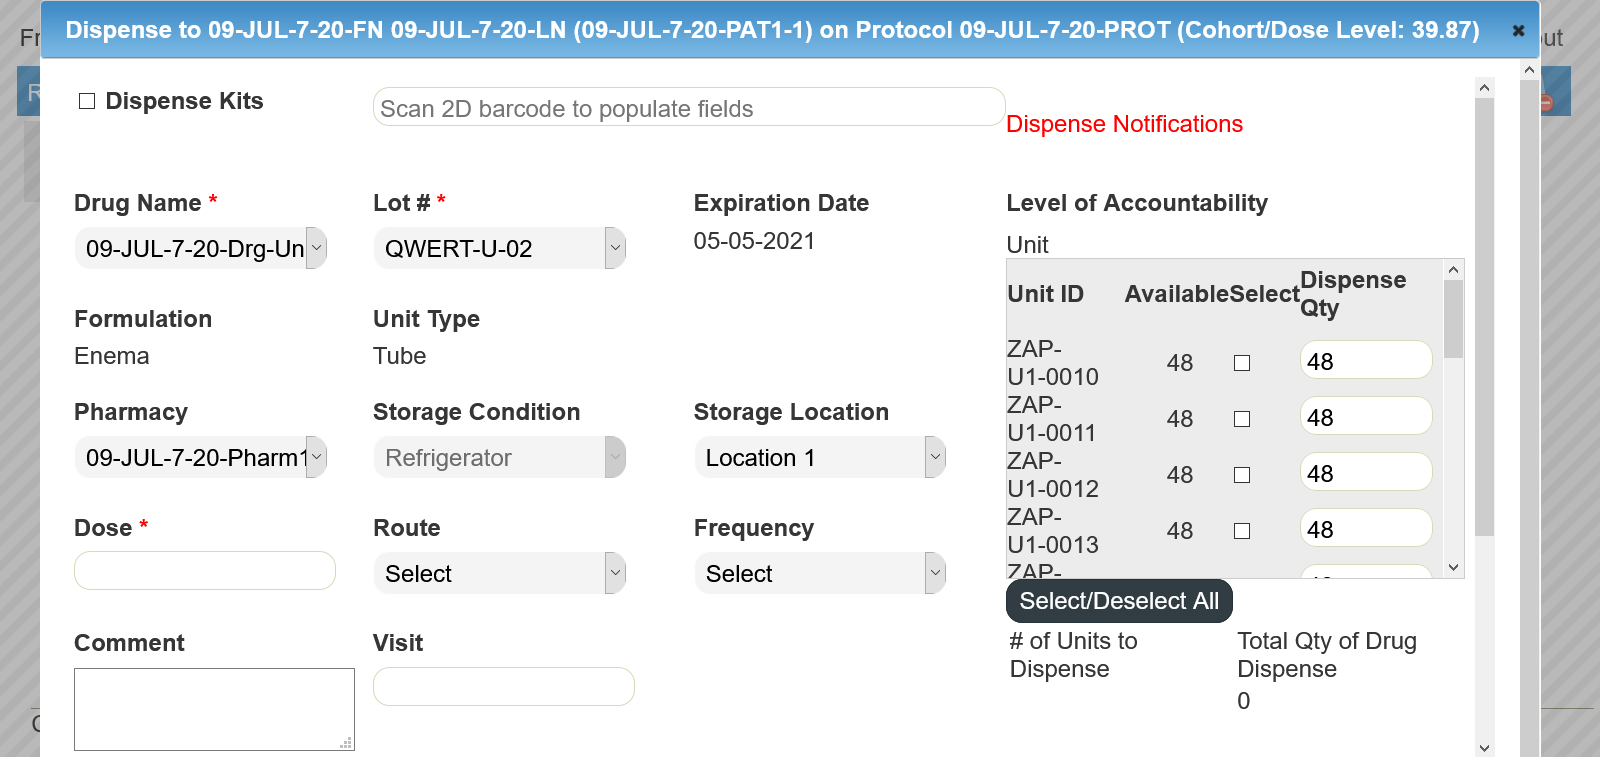 Dispense to 09-JUL-7-20-FN 09-JUL-7-20-LN (09-JUL-7-20-PAT1-1) on Protocol 09-JUL-7-20-PROT (Cohort/Dose Level: 39.87)
Dispense Kits
Scan 2D barcode to populate fields
Dispense Notifications
Drug Name *
Lot # *
Expiration Date
Level of Accountability
09-JUL-7-20-Drg-Un
QWERT-U-02
05-05-2021
Unit
Unit ID
Available
Select
Dispense
Qty
Formulation
Unit Type
Enema
Tube
ZAP-
U1-0010
48
48
ZAP-
U1-0011
48
48
Pharmacy
Storage Condition
Storage Location
09-JUL-7-20-Pharm1
Refrigerator
Location 1
ZAP-
U1-0012
48
48
ZAP-
U1-0013
48
48
ZAP-
Dose *
Route
Frequency
Select
Select
Select/Deselect All
Comment
Visit
# of Units to
Dispense
Total Qty of Drug
Dispense
0